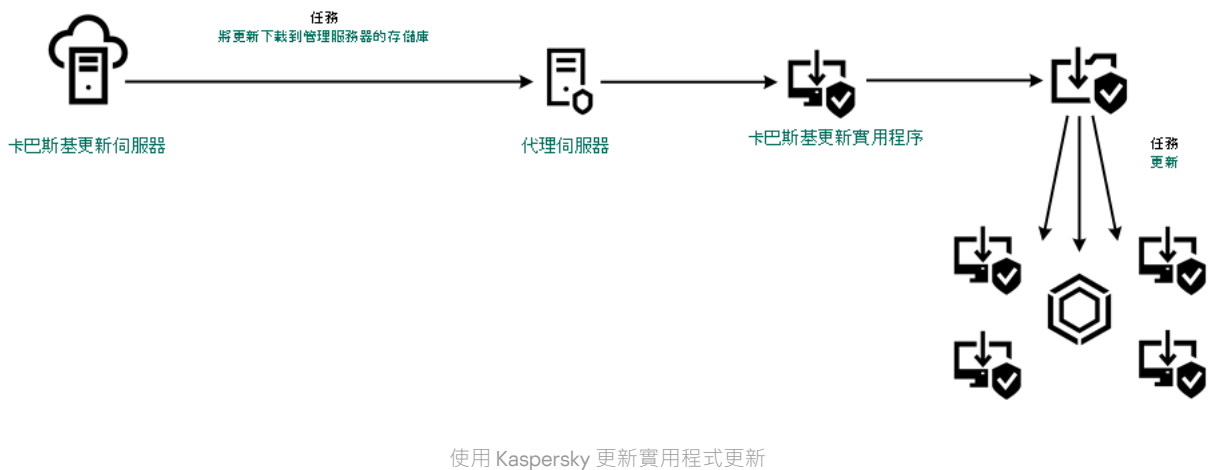 任務
將更新下載到管理服務器的存儲庫
卡巴斯基更新伺服器
代理伺服器
卡巴斯基更新實用程序
任務
更新
使用 Kaspersky 更新實用程式更新